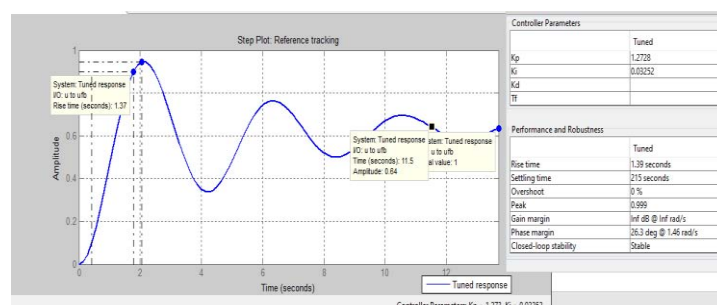 Step Plot: Reference tracking
Amplitude
1
0.8
0.6
0.4
0.2
0
0
2
4
6
8
10
12
Time (seconds)
System: Tuned response
I/O: u to ufb
Rise time (seconds): 1.37
System: Tuned response
I/O: u to ufb
Time (seconds): 11.5
Amplitude: 0.64
stem: Tuned response
u to ufb
al value: 1
Tuned response
Controller Parameters
Tuned
Kp 1.2728
Ki 0.03252
Kd
Tf
Performance and Robustness
Tuned
Rise time 1.39 seconds
Settling time 215 seconds
Overshoot 0 %
Peak 0.999
Gain margin Inf dB @ Inf rad/s
Phase margin 26.3 deg @ 1.46 rad/s
Closed-loop stability Stable